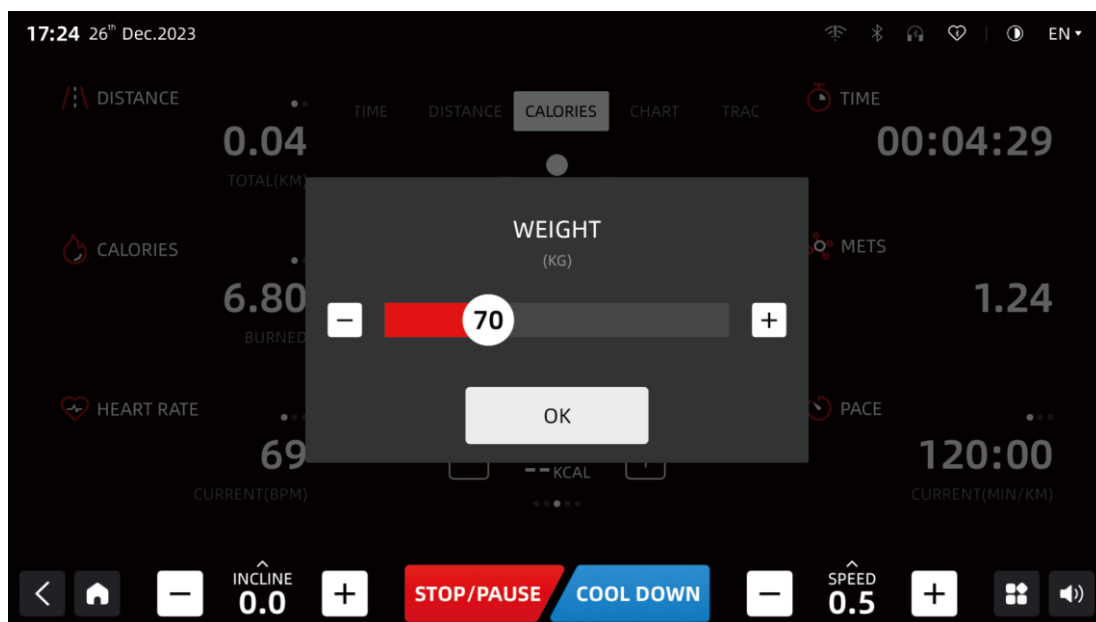 17:24 26th Dec.2023
EN
DISTANCE
0.04
TOTAL(KM)
TIME DISTANCE CALORIES CHART TRAC
TIME
00:04:29
CALORIES
6.80
BURNED
WEIGHT
(KG)
− 70 +
OK
METS
1.24
HEART RATE
69
CURRENT(BPM)
--KCAL
PACE
120:00
CURRENT(MIN/KM)
INCLINE
− 0.0 +
STOP/PAUSE COOL DOWN
SPEED
− 0.5 +